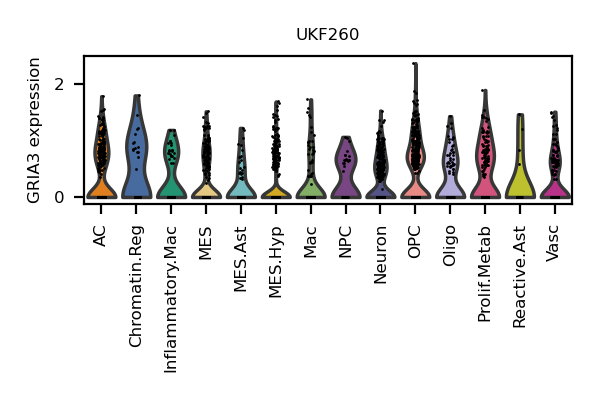 UKF260
GRIA3 expression
2
0
AC
Chromatin.Reg
Inflammatory.Mac
MES
MES.Ast
MES.Hyp
Mac
NPC
Neuron
OPC
Oligo
Prolif.Metab
Reactive.Ast
Vasc